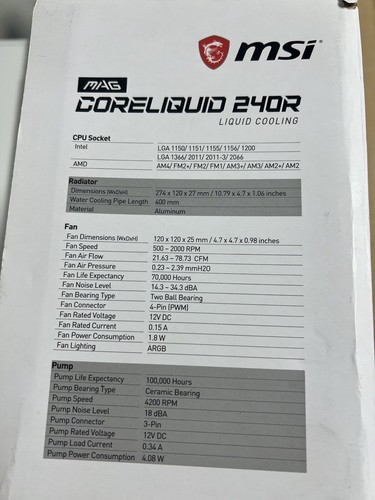 msi
MAG
CORELIQUID 240R
LIQUID COOLING
CPU Socket
Intel LGA 1150/ 1151/ 1155/ 1156/ 1200
LGA 1366/ 2011/ 2011-3/ 2066
AMD AM4/ FM2+/ FM2/ FM1/ AM3+/ AM3/ AM2+/ AM2
Radiator
Dimensions (WxDxH) 274 x 120 x 27 mm / 10.79 x 4.7 x 1.06 inches
Water Cooling Pipe Length 400 mm
Material Aluminum
Fan
Fan Dimensions (WxDxH) 120 x 120 x 25 mm / 4.7 x 4.7 x 0.98 inches
Fan Speed 500 – 2000 RPM
Fan Air Flow 21.63 – 78.73 CFM
Fan Air Pressure 0.23 – 2.39 mmH2O
Fan Life Expectancy 70,000 Hours
Fan Noise Level 14.3 – 34.3 dBA
Fan Bearing Type Two Ball Bearing
Fan Connector 4-Pin (PWM)
Fan Rated Voltage 12V DC
Fan Rated Current 0.15 A
Fan Power Consumption 1.8 W
Fan Lighting ARGB
Pump
Pump Life Expectancy 100,000 Hours
Pump Bearing Type Ceramic Bearing
Pump Speed 4200 RPM
Pump Noise Level 18 dBA
Pump Connector 3-Pin
Pump Rated Voltage 12V DC
Pump Load Current 0.34 A
Pump Power Consumption 4.08 W